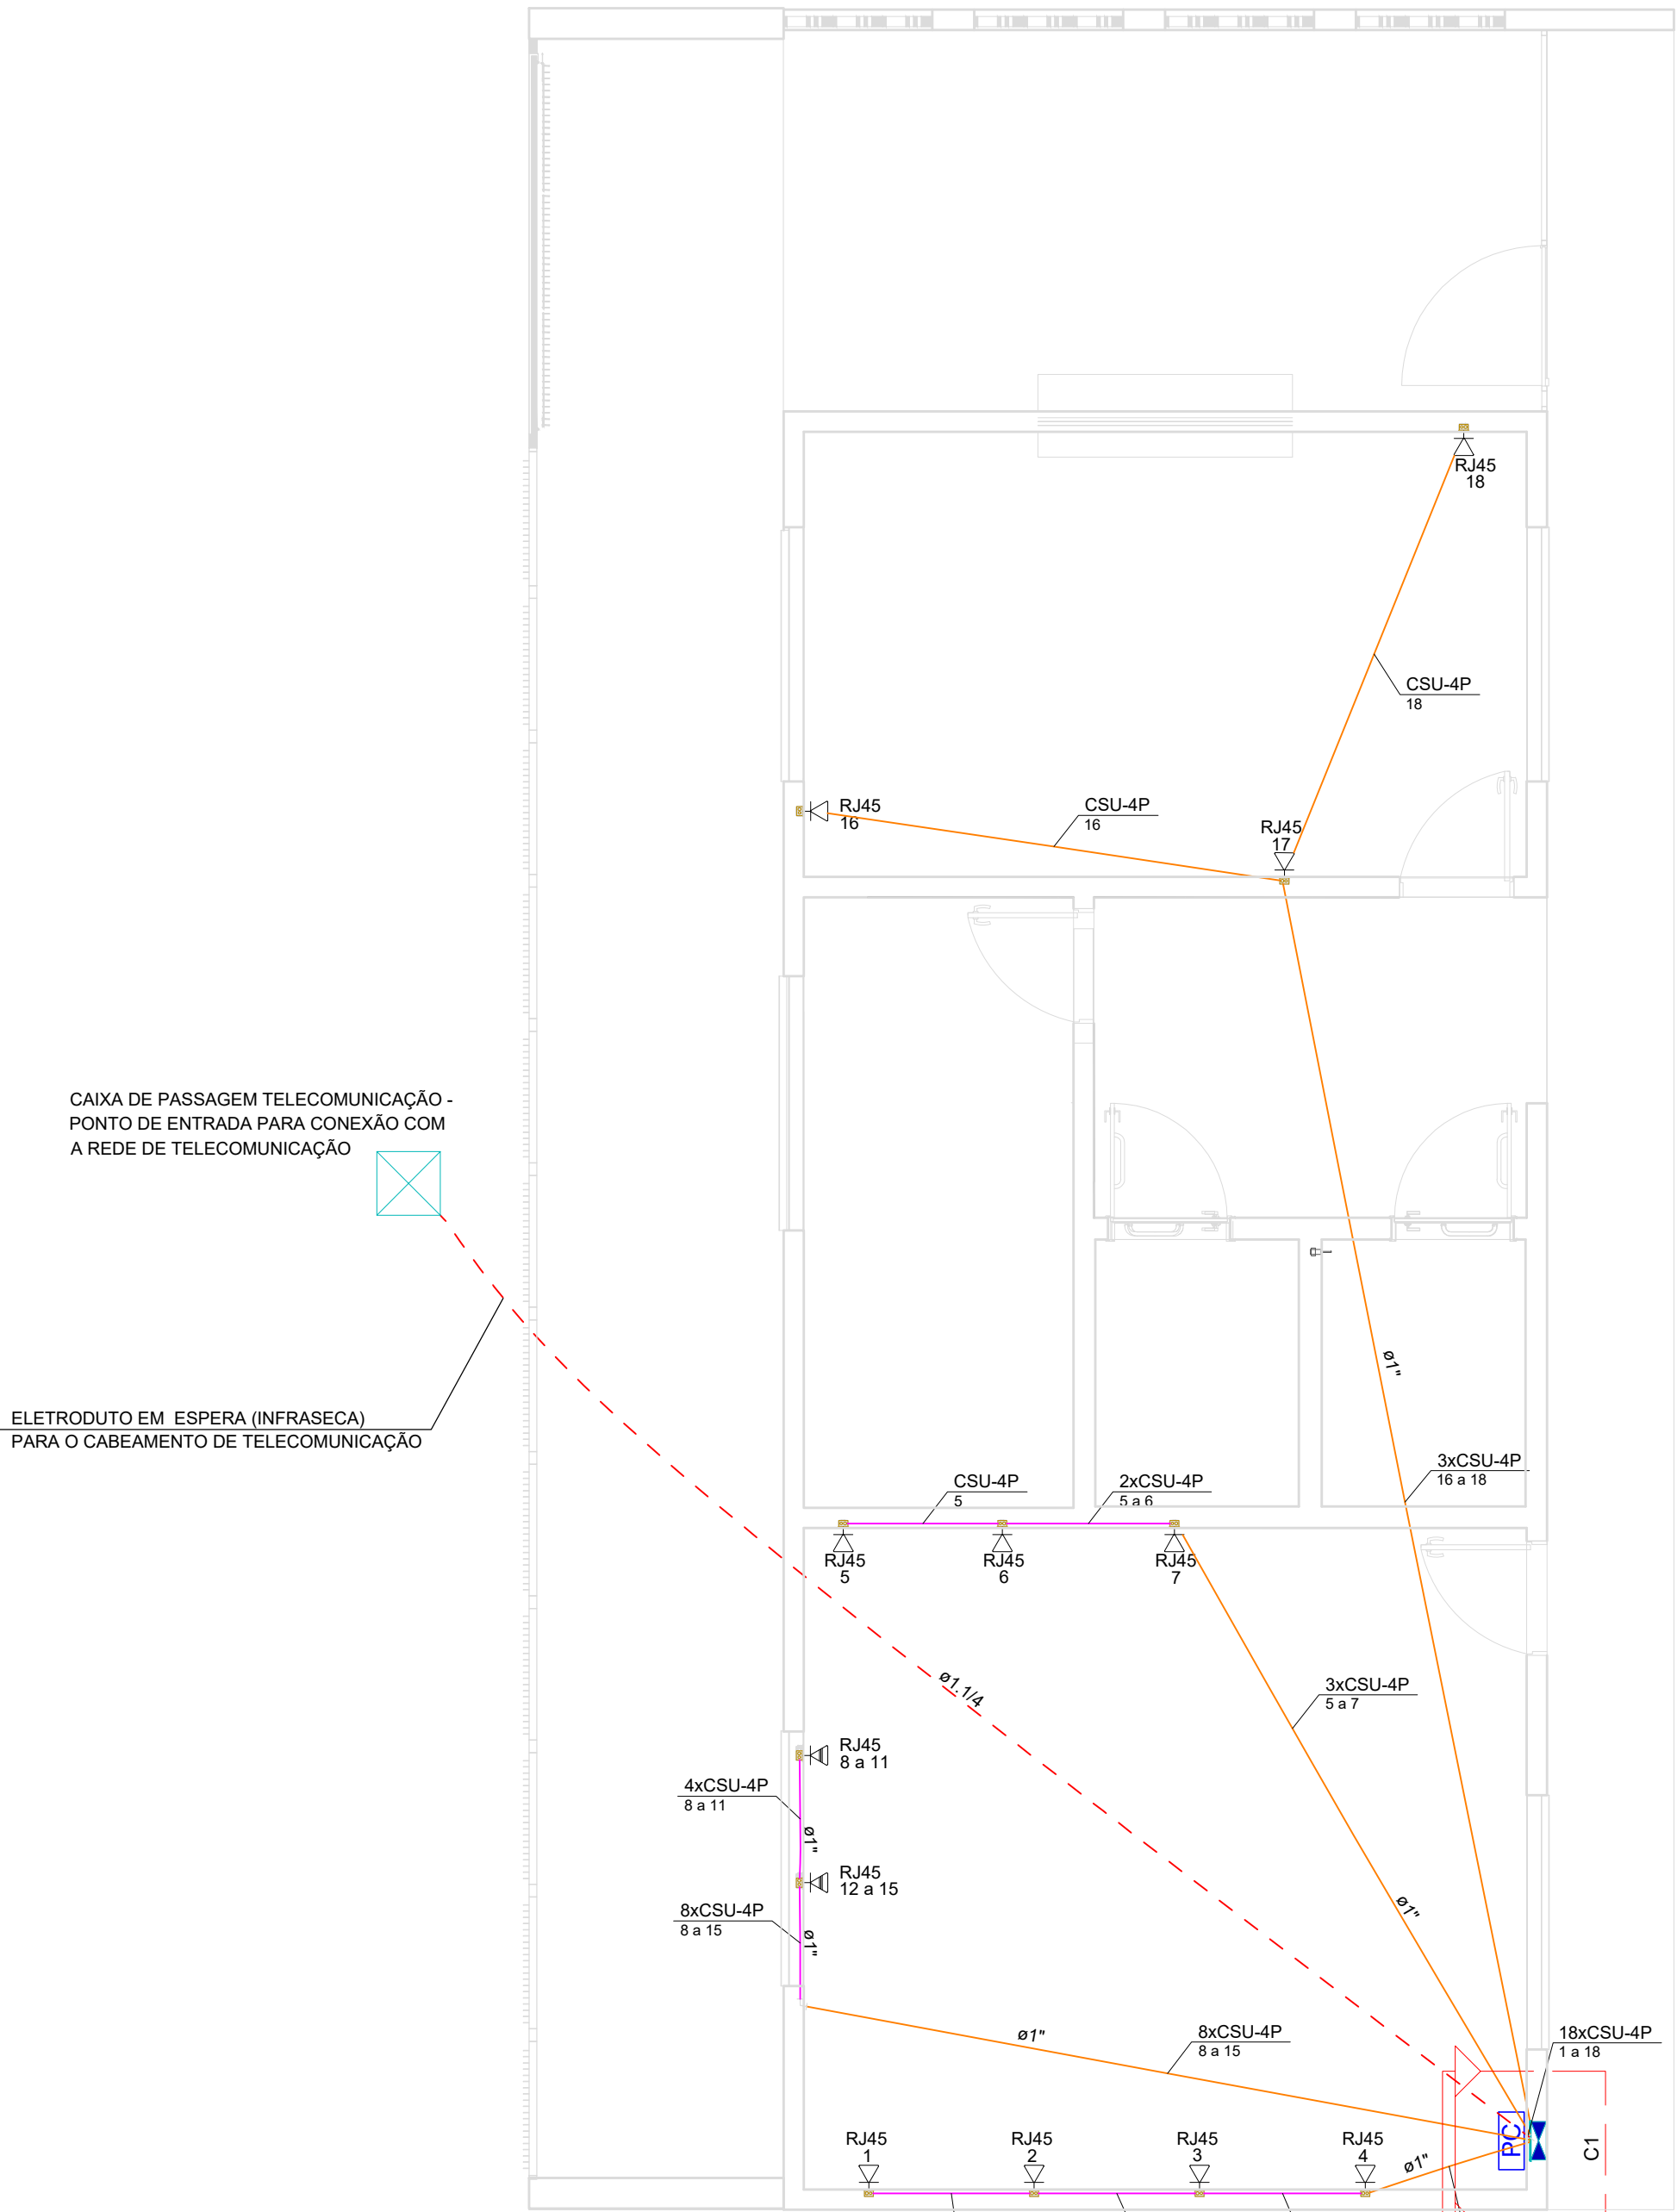 RJ45
18
CSU-4P
18
RJ45
16
CSU-4P
16
RJ45
17
CAIXA DE PASSAGEM TELECOMUNICAÇÃO -
PONTO DE ENTRADA PARA CONEXÃO COM
A REDE DE TELECOMUNICAÇÃO
ø1"
ELETRODUTO EM ESPERA (INFRASECA)
PARA O CABEAMENTO DE TELECOMUNICAÇÃO
3xCSU-4P
16 a 18
CSU-4P
5
2xCSU-4P
5 a 6
RJ45
5
RJ45
6
RJ45
7
ø1.1/4
3xCSU-4P
5 a 7
RJ45
8 a 11
4xCSU-4P
8 a 11
ø1"
RJ45
12 a 15
8xCSU-4P
8 a 15
ø1"
ø1"
ø1"
8xCSU-4P
8 a 15
18xCSU-4P
1 a 18
RJ45
1
RJ45
2
RJ45
3
RJ45
4
ø1"
PC
C1